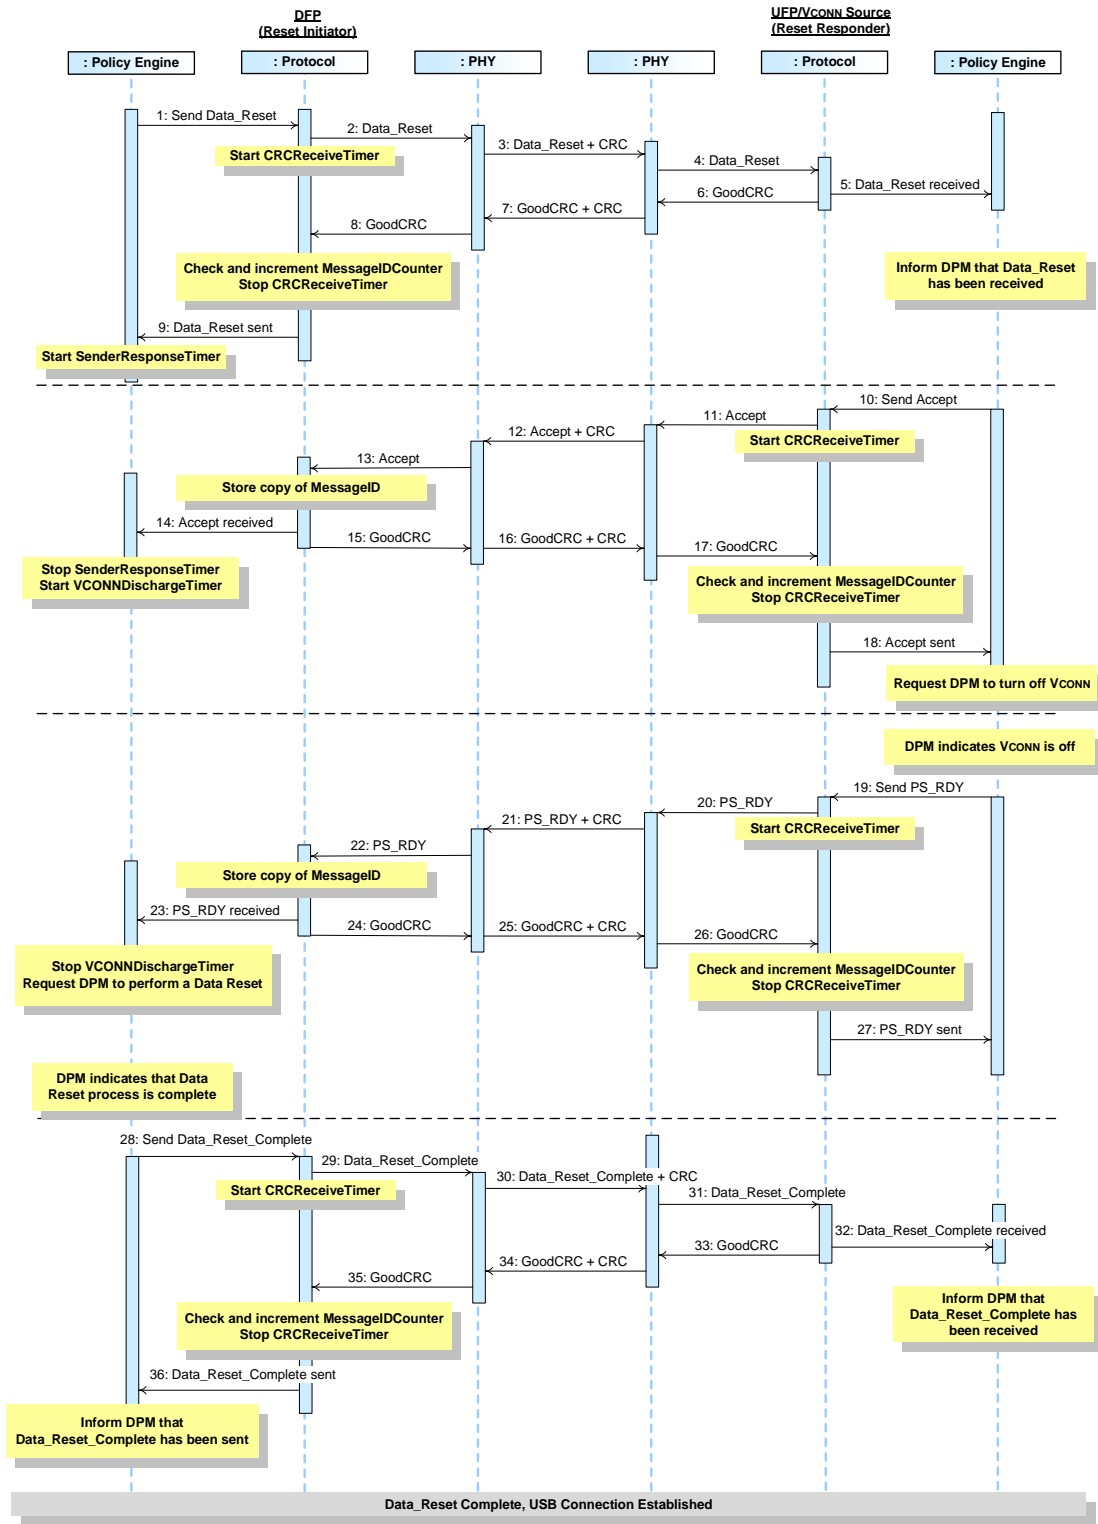 DFP
(Reset Initiator)
UFP/VCONN Source
(Reset Responder)
: Policy Engine
: Protocol
: PHY
: PHY
: Protocol
: Policy Engine
1: Send Data_Reset
2: Data_Reset
Start CRCReceiveTimer
3: Data_Reset + CRC
4: Data_Reset
5: Data_Reset received
6: GoodCRC
7: GoodCRC + CRC
8: GoodCRC
Check and increment MessageIDCounter
Stop CRCReceiveTimer
Inform DPM that Data_Reset
has been received
9: Data_Reset sent
Start SenderResponseTimer
10: Send Accept
11: Accept
Start CRCReceiveTimer
12: Accept + CRC
13: Accept
Store copy of MessageID
14: Accept received
15: GoodCRC
16: GoodCRC + CRC
17: GoodCRC
Stop SenderResponseTimer
Start VCONNDischargeTimer
Check and increment MessageIDCounter
Stop CRCReceiveTimer
18: Accept sent
Request DPM to turn off VCONN
DPM indicates VCONN is off
19: Send PS_RDY
20: PS_RDY
Start CRCReceiveTimer
21: PS_RDY + CRC
22: PS_RDY
Store copy of MessageID
23: PS_RDY received
24: GoodCRC
25: GoodCRC + CRC
26: GoodCRC
Stop VCONNDischargeTimer
Request DPM to perform a Data Reset
Check and increment MessageIDCounter
Stop CRCReceiveTimer
27: PS_RDY sent
DPM indicates that Data
Reset process is complete
28: Send Data_Reset_Complete
29: Data_Reset_Complete
Start CRCReceiveTimer
30: Data_Reset_Complete + CRC
31: Data_Reset_Complete
32: Data_Reset_Complete received
33: GoodCRC
34: GoodCRC + CRC
35: GoodCRC
Check and increment MessageIDCounter
Stop CRCReceiveTimer
Inform DPM that
Data_Reset_Complete has
been received
36: Data_Reset_Complete sent
Inform DPM that
Data_Reset_Complete has been sent
Data_Reset Complete, USB Connection Established